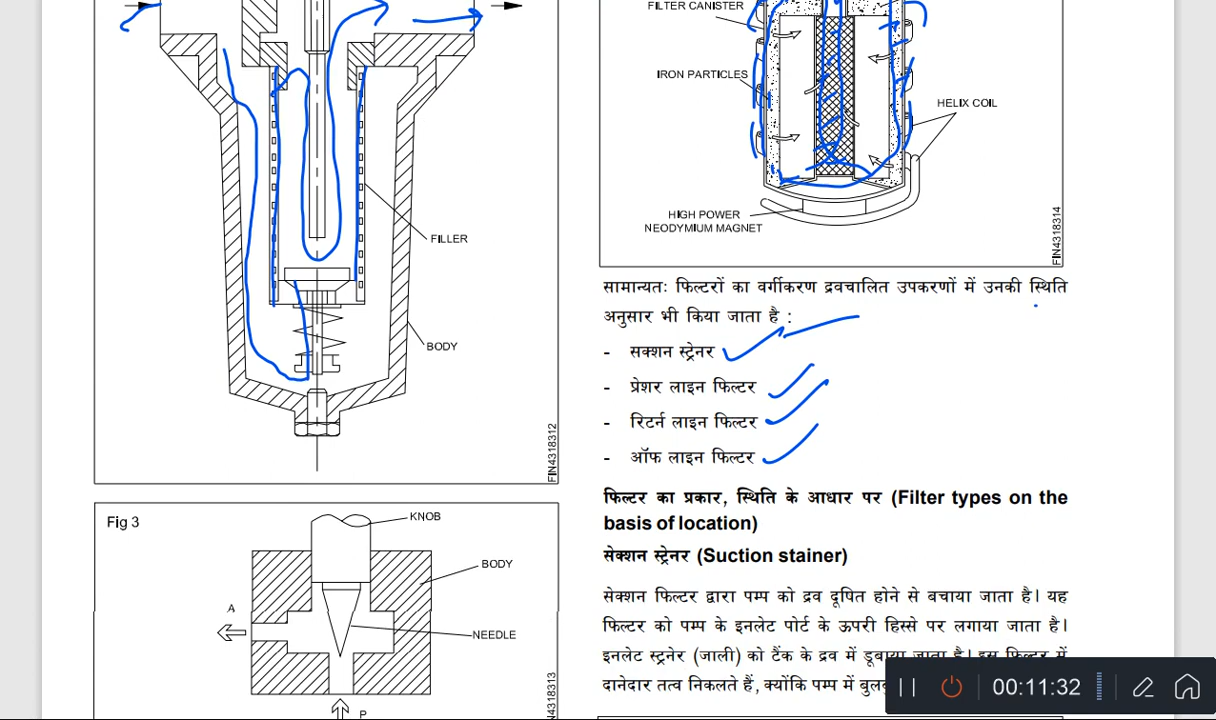 FILLER
BODY
FIN4318312
Fig 3
KNOB
BODY
A
NEEDLE
P
FIN4318313
FILTER CANISTER
IRON PARTICLES
HELIX COIL
HIGH POWER
NEODYMIUM MAGNET
FIN4318314
सामान्यतः फिल्टरों का वर्गीकरण द्रवचालित उपकरणों में उनकी स्थिति
अनुसार भी किया जाता है :
- सक्शन स्ट्रेनर
- प्रेशर लाइन फिल्टर
- रिटर्न लाइन फिल्टर
- ऑफ लाइन फिल्टर
फिल्टर का प्रकार, स्थिति के आधार पर (Filter types on the
basis of location)
सेक्शन स्ट्रेनर (Suction stainer)
सेक्शन फिल्टर द्वारा पम्प को द्रव दूषित होने से बचाया जाता है। यह
फिल्टर को पम्प के इनलेट पोर्ट के ऊपरी हिस्से पर लगाया जाता है।
इनलेट स्ट्रनेर (जाली) को टैंक के द्रव में डूबाया जाता है। इस फिल्टर में
दानेदार तत्व निकलते हैं, क्योंकि पम्प में
00:11:32